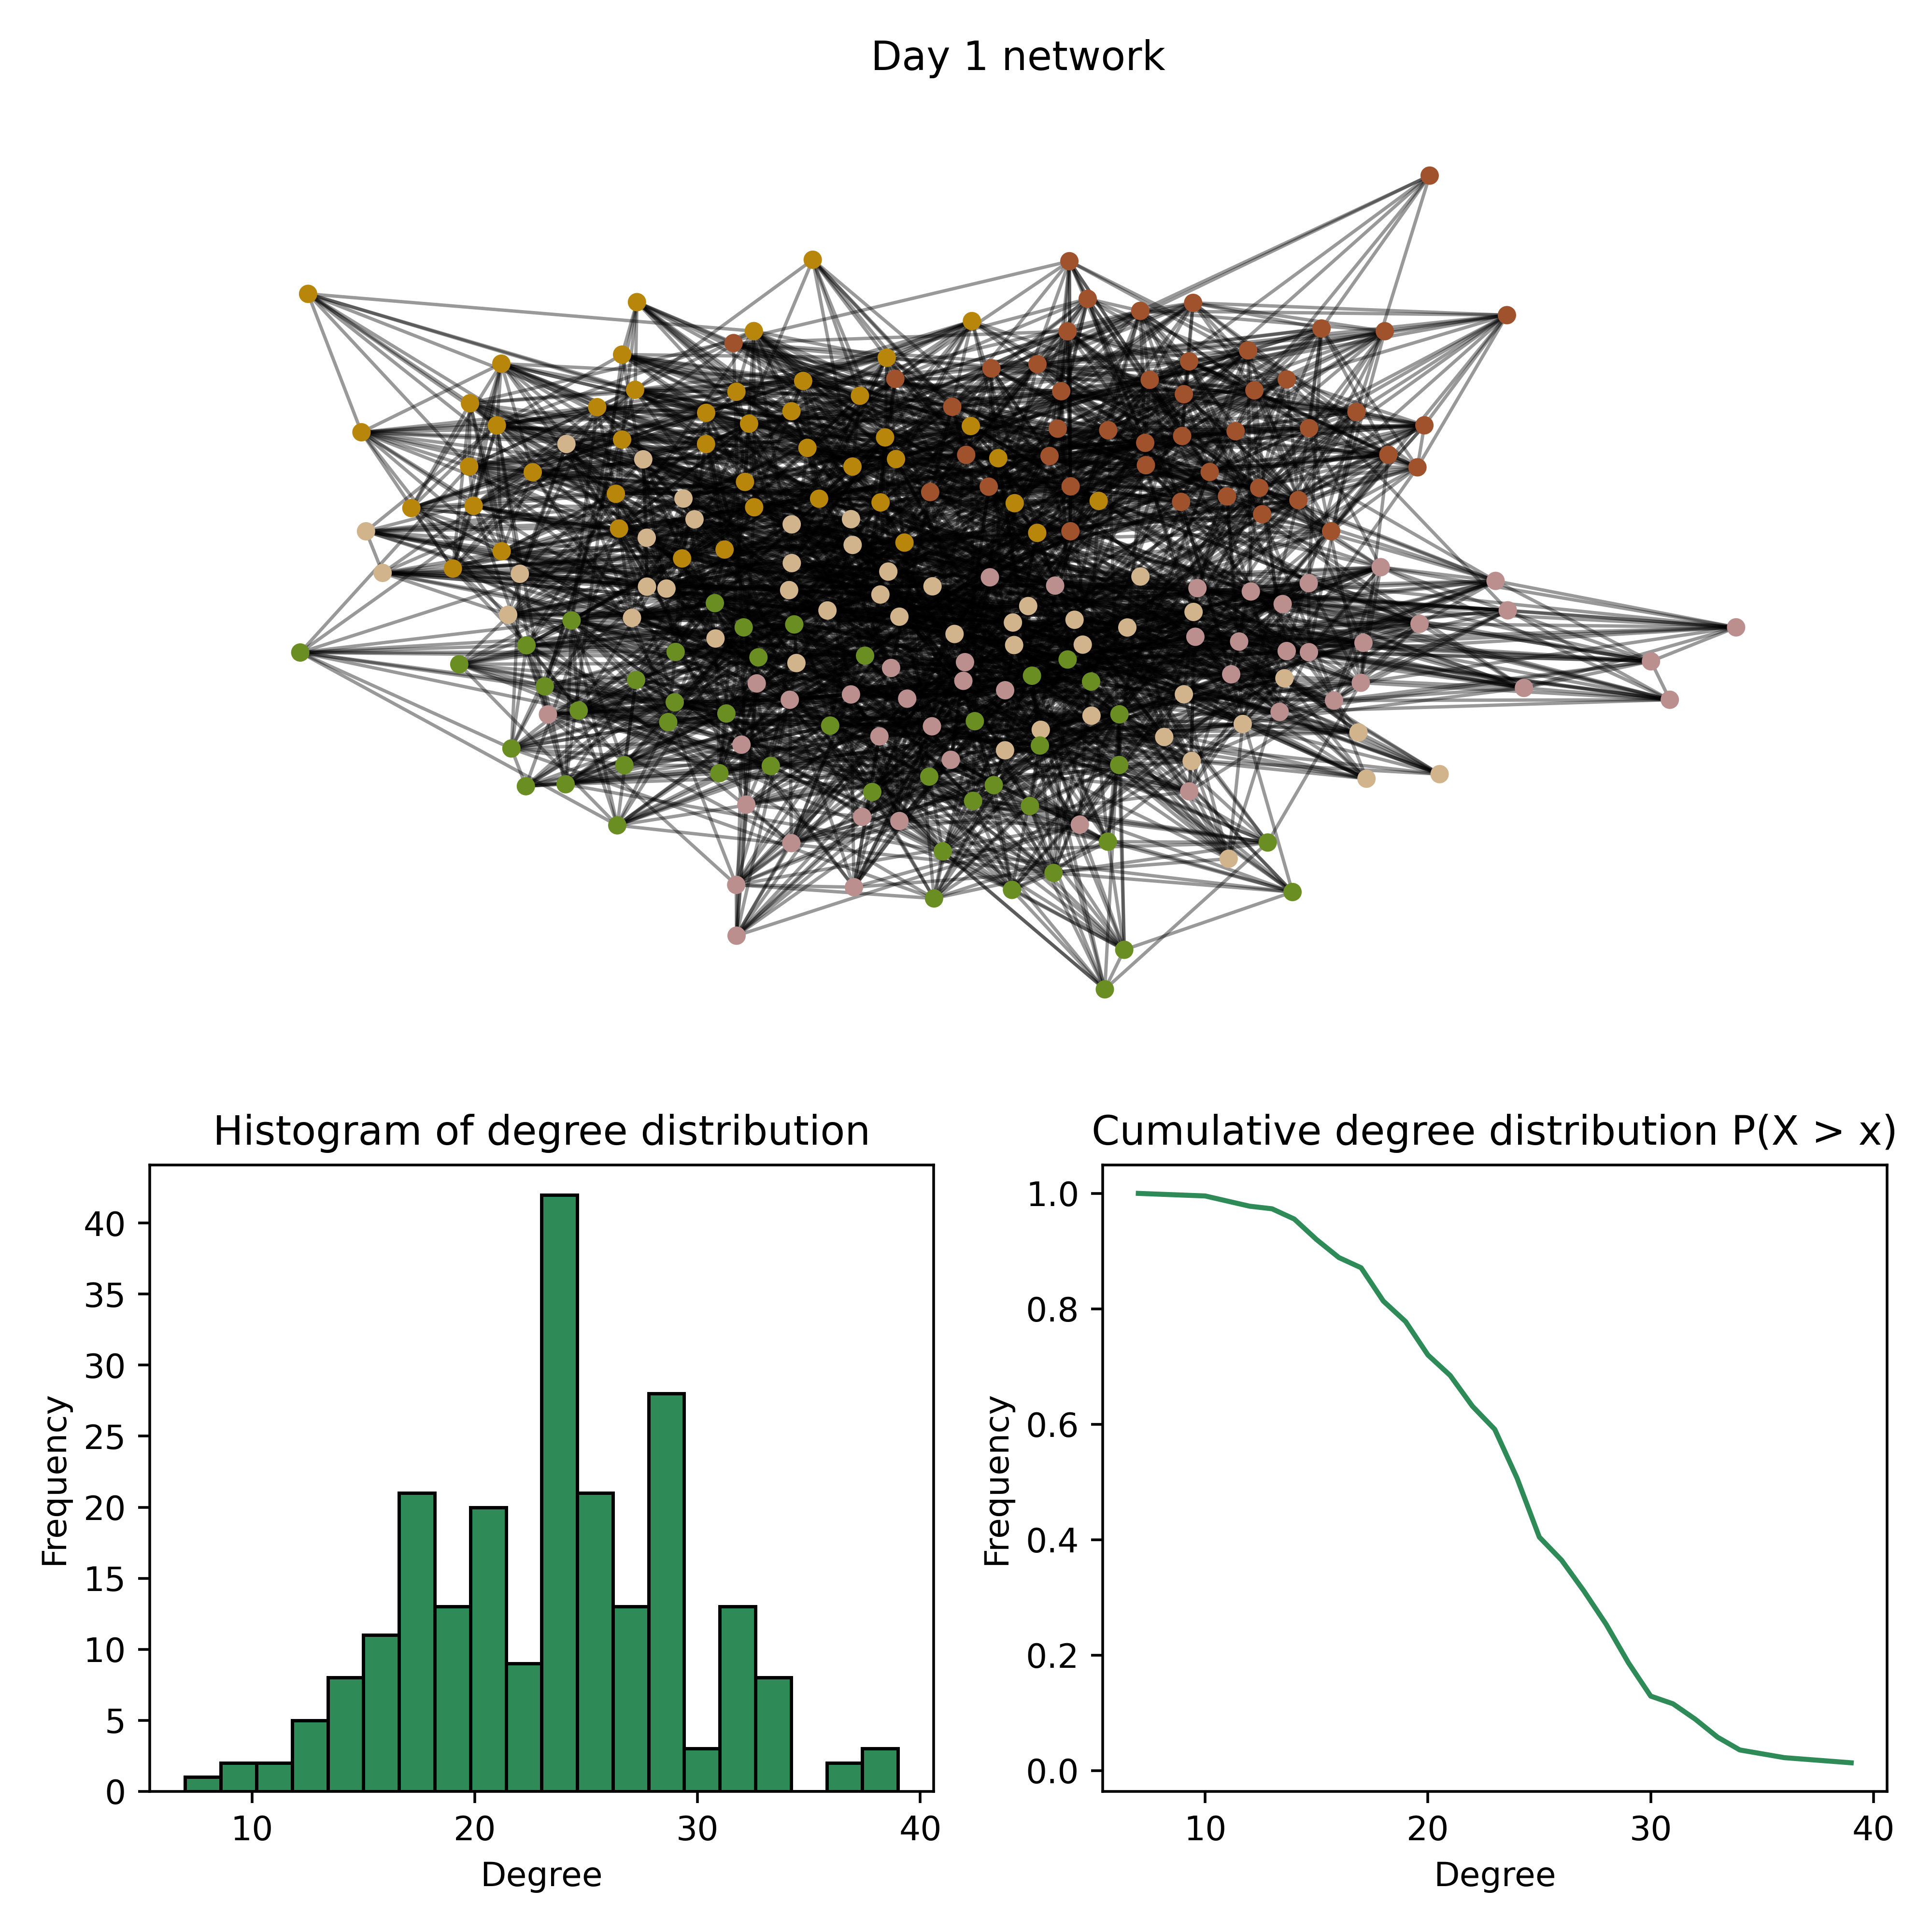 Day 1 network
Histogram of degree distribution
Frequency
40
35
30
25
20
15
10
5
0
10 20 30 40
Degree
Cumulative degree distribution P(X > x)
Frequency
1.0
0.8
0.6
0.4
0.2
0.0
10 20 30 40
Degree